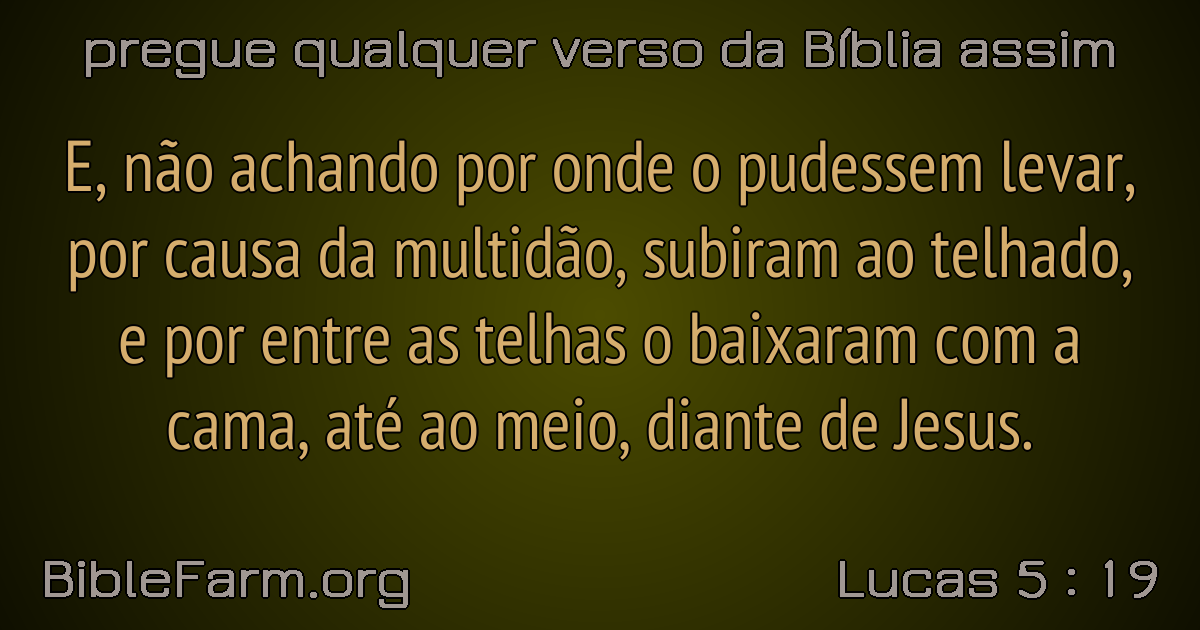 pregue qualquer verso da Bíblia assim
E, não achando por onde o pudessem levar,
por causa da multidão, subiram ao telhado,
e por entre as telhas o baixaram com a
cama, até ao meio, diante de Jesus.
BibleFarm.org
Lucas 5 : 19